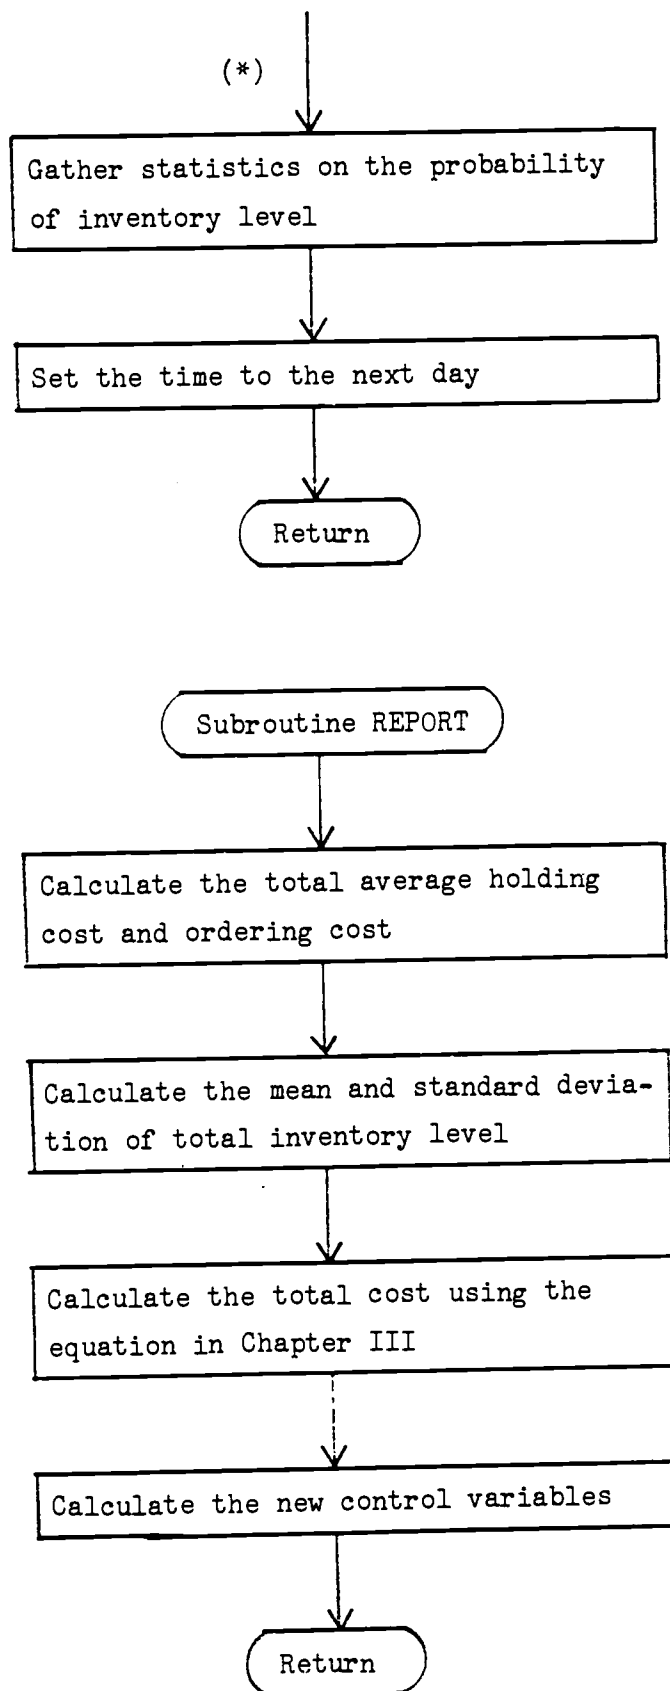 (*)
Gather statistics on the probability
of inventory level
Set the time to the next day
Return
Subroutine REPORT
Calculate the total average holding
cost and ordering cost
Calculate the mean and standard devia-
tion of total inventory level
Calculate the total cost using the
equation in Chapter III
Calculate the new control variables
Return